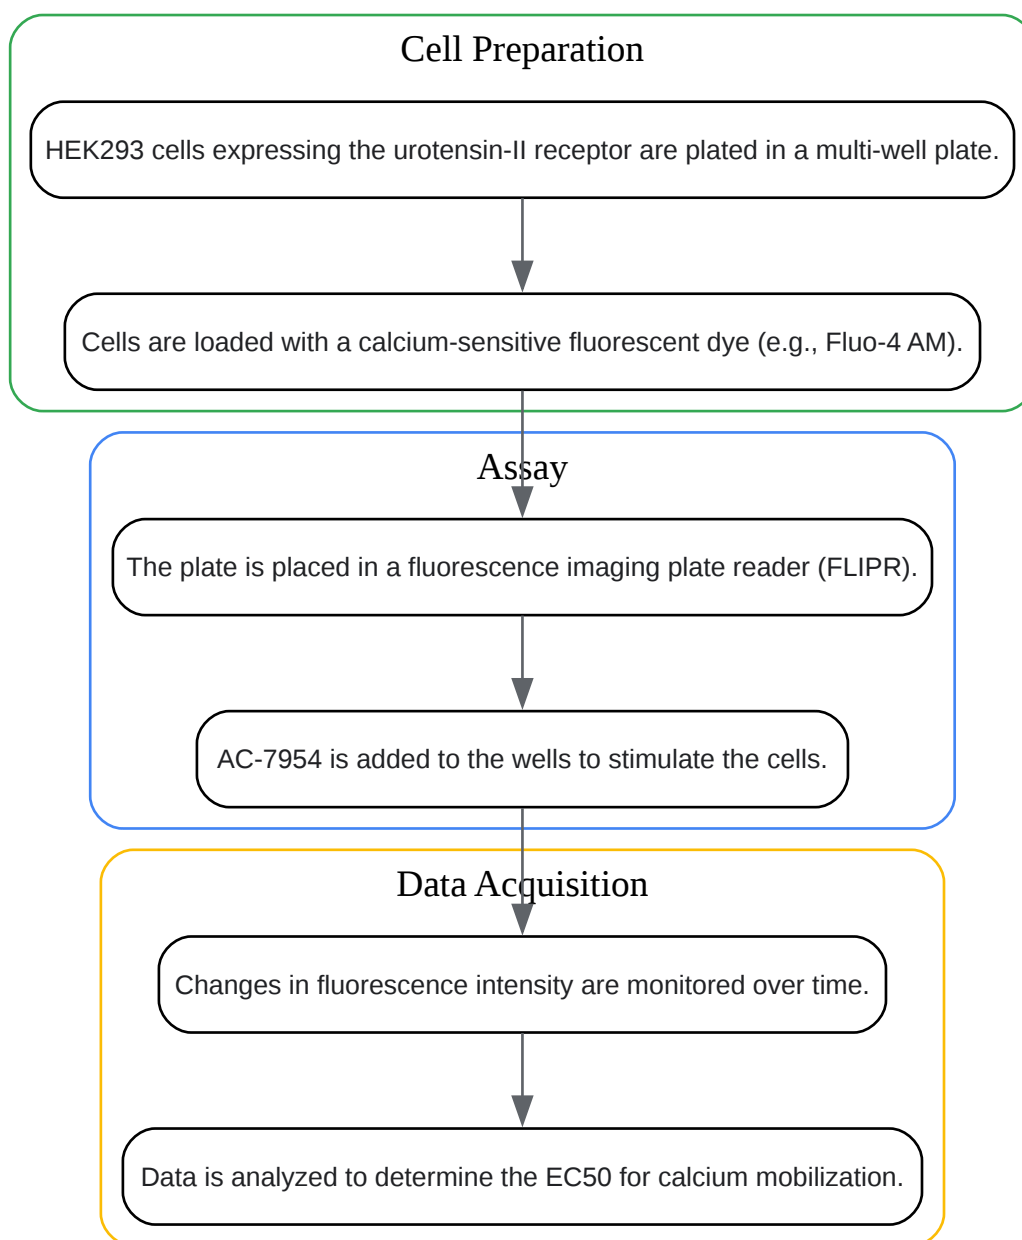 Cell Preparation
HEK293 cells expressing the urotensin-II receptor are plated in a multi-well plate.
Cells are loaded with a calcium-sensitive fluorescent dye (e.g., Fluo-4 AM).
Assay
The plate is placed in a fluorescence imaging plate reader (FLIPR).
AC-7954 is added to the wells to stimulate the cells.
Data Acquisition
Changes in fluorescence intensity are monitored over time.
Data is analyzed to determine the EC50 for calcium mobilization.